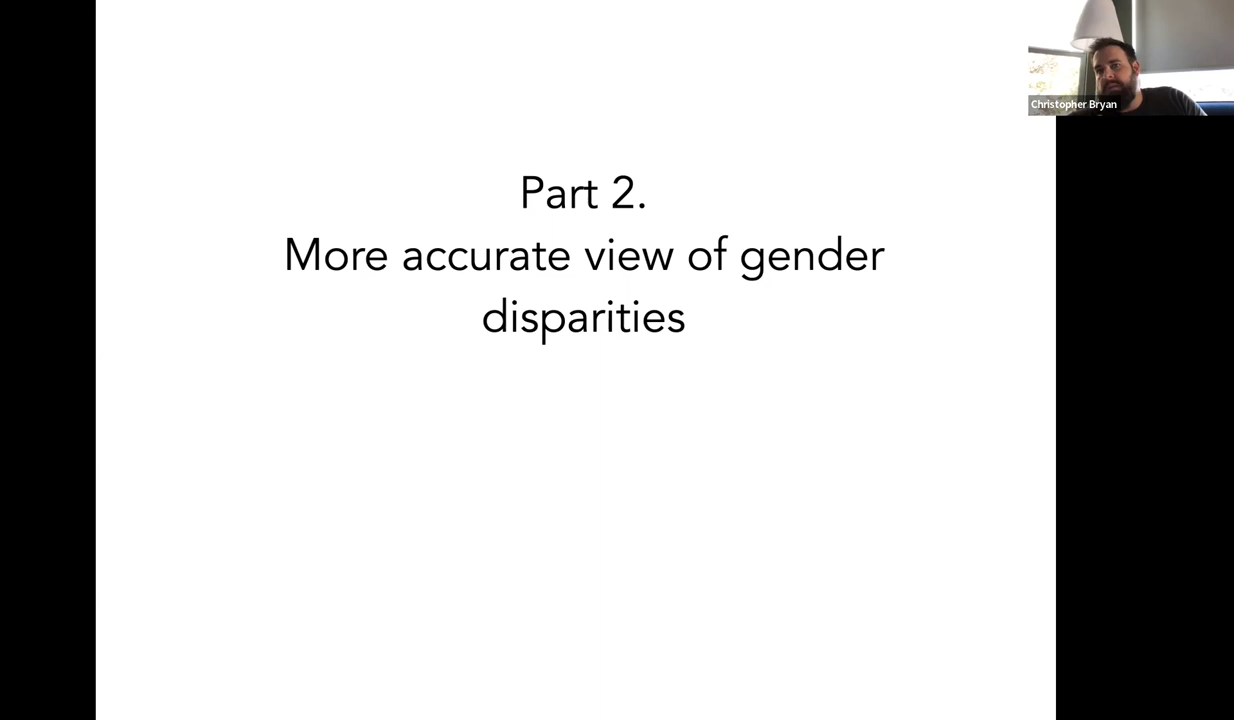 Christopher Bryan
Part 2.
More accurate view of gender
disparities